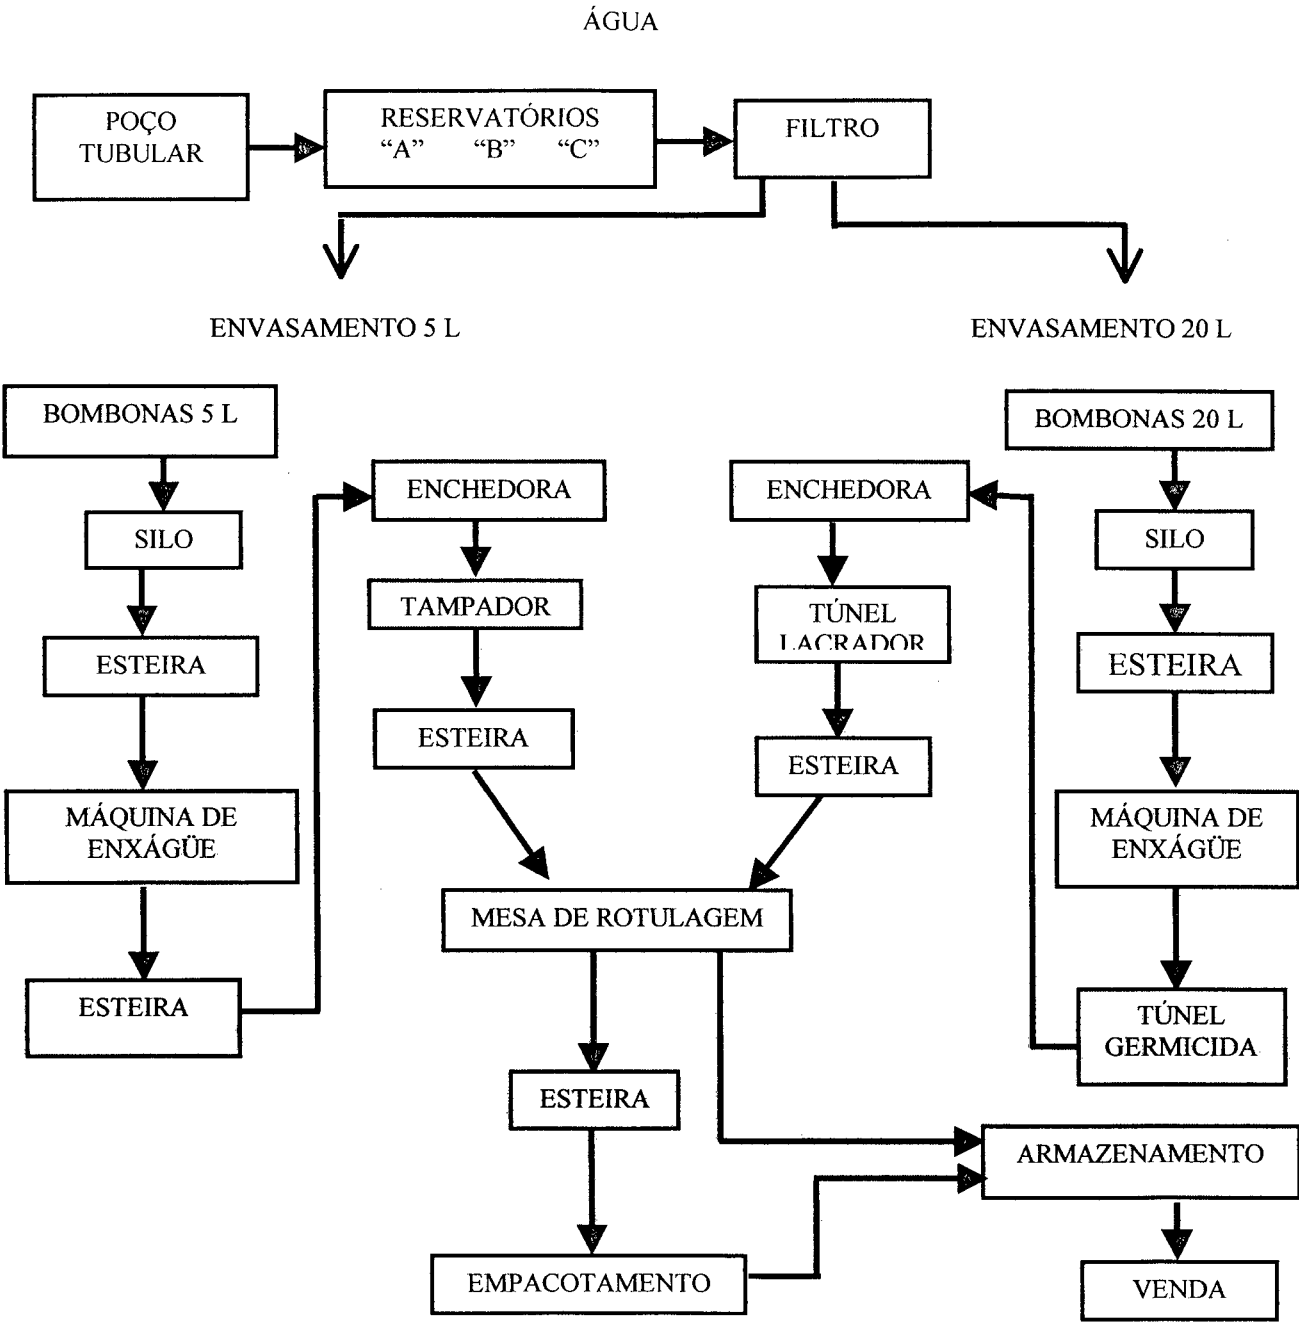 ÁGUA
POÇO
TUBULAR
RESERVATÓRIOS
“A” “B” “C”
FILTRO
ENVASAMENTO 5 L
ENVASAMENTO 20 L
BOMBONAS 5 L
SILO
ESTEIRA
MÁQUINA DE
ENXÁGÜE
ESTEIRA
ENCHEDORA
TAMPADOR
ESTEIRA
BOMBONAS 20 L
SILO
ESTEIRA
MÁQUINA DE
ENXÁGÜE
TÚNEL
GERMICIDA
ENCHEDORA
TÚNEL
LACRADOR
ESTEIRA
MESA DE ROTULAGEM
ESTEIRA
EMPACOTAMENTO
ARMAZENAMENTO
VENDA